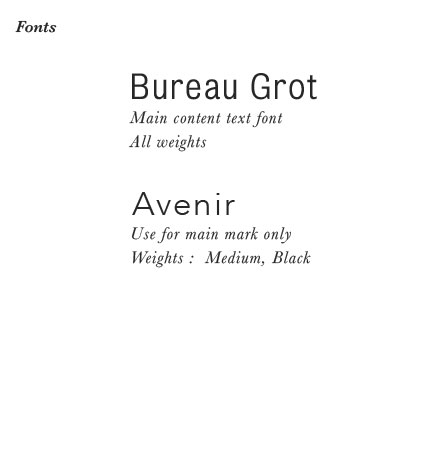 Fonts
Bureau Grot
Main content text font
All weights
Avenir
Use for main mark only
Weights :  Medium, Black